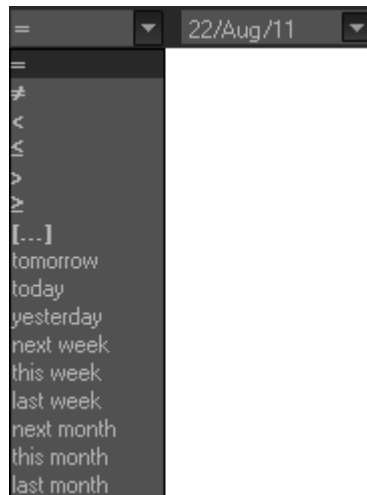 = 22/Aug/11
=
≠
<
≤
>
≥
[...]
tomorrow
today
yesterday
next week
this week
last week
next month
this month
last month